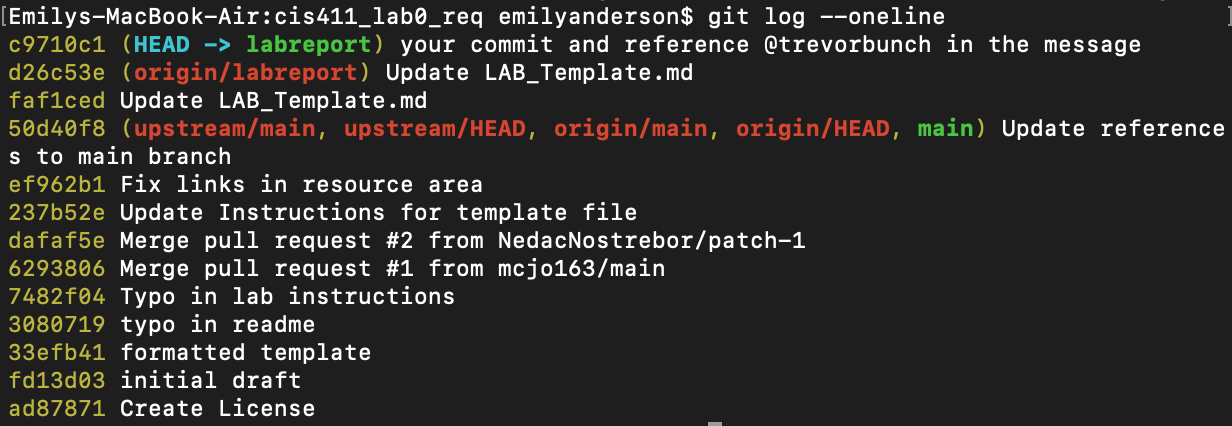 [Emilys-MacBook-Air:cis411_lab0_req emilyanderson$ git log --oneline ]
c9710c1 (HEAD -> labreport) your commit and reference @trevorbunch in the message
d26c53e (origin/labreport) Update LAB_Template.md
faf1ced Update LAB_Template.md
50d40f8 (upstream/main, upstream/HEAD, origin/main, origin/HEAD, main) Update reference
s to main branch
ef962b1 Fix links in resource area
237b52e Update Instructions for template file
dafaf5e Merge pull request #2 from NedacNostrebor/patch-1
6293806 Merge pull request #1 from mcjo163/main
7482f04 Typo in lab instructions
3080719 typo in readme
33efb41 formatted template
fd13d03 initial draft
ad87871 Create License